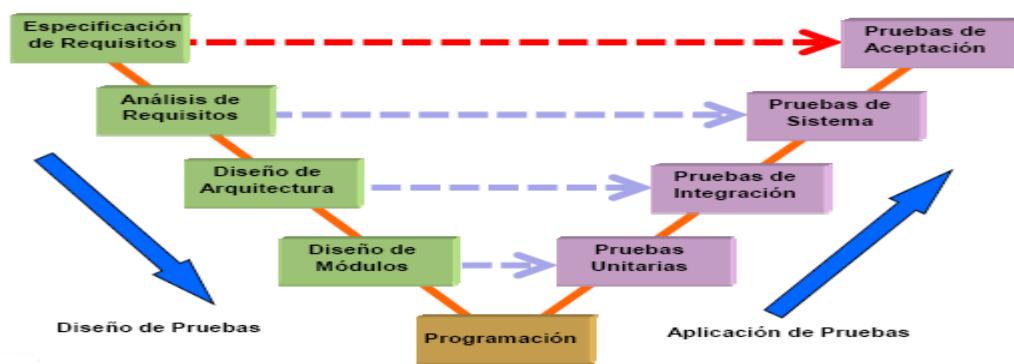 Especificación
de Requisitos
Pruebas de
Aceptación
Análisis de
Requisitos
Pruebas de
Sistema
Diseño de
Arquitectura
Pruebas de
Integración
Diseño de
Módulos
Pruebas
Unitarias
Diseño de Pruebas
Programación
Aplicación de Pruebas